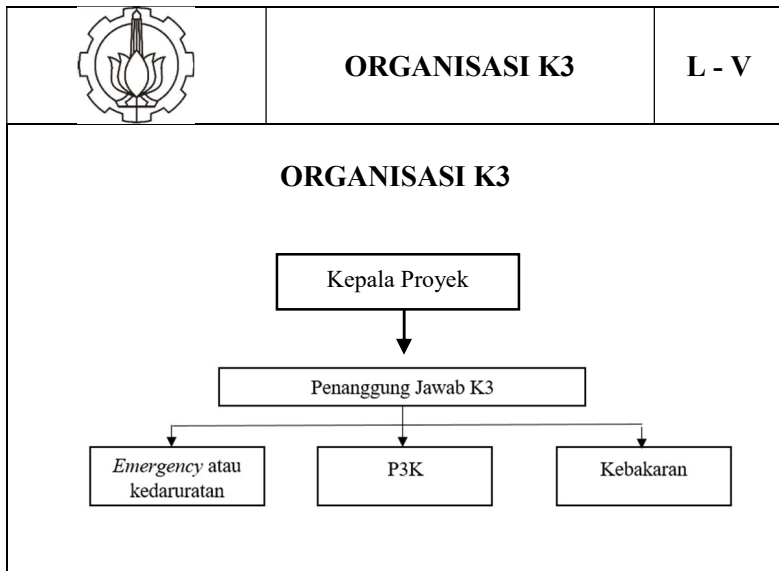 ORGANISASI K3
L - V
ORGANISASI K3
Kepala Proyek
Penanggung Jawab K3
Emergency atau
kedaruratan
P3K
Kebakaran